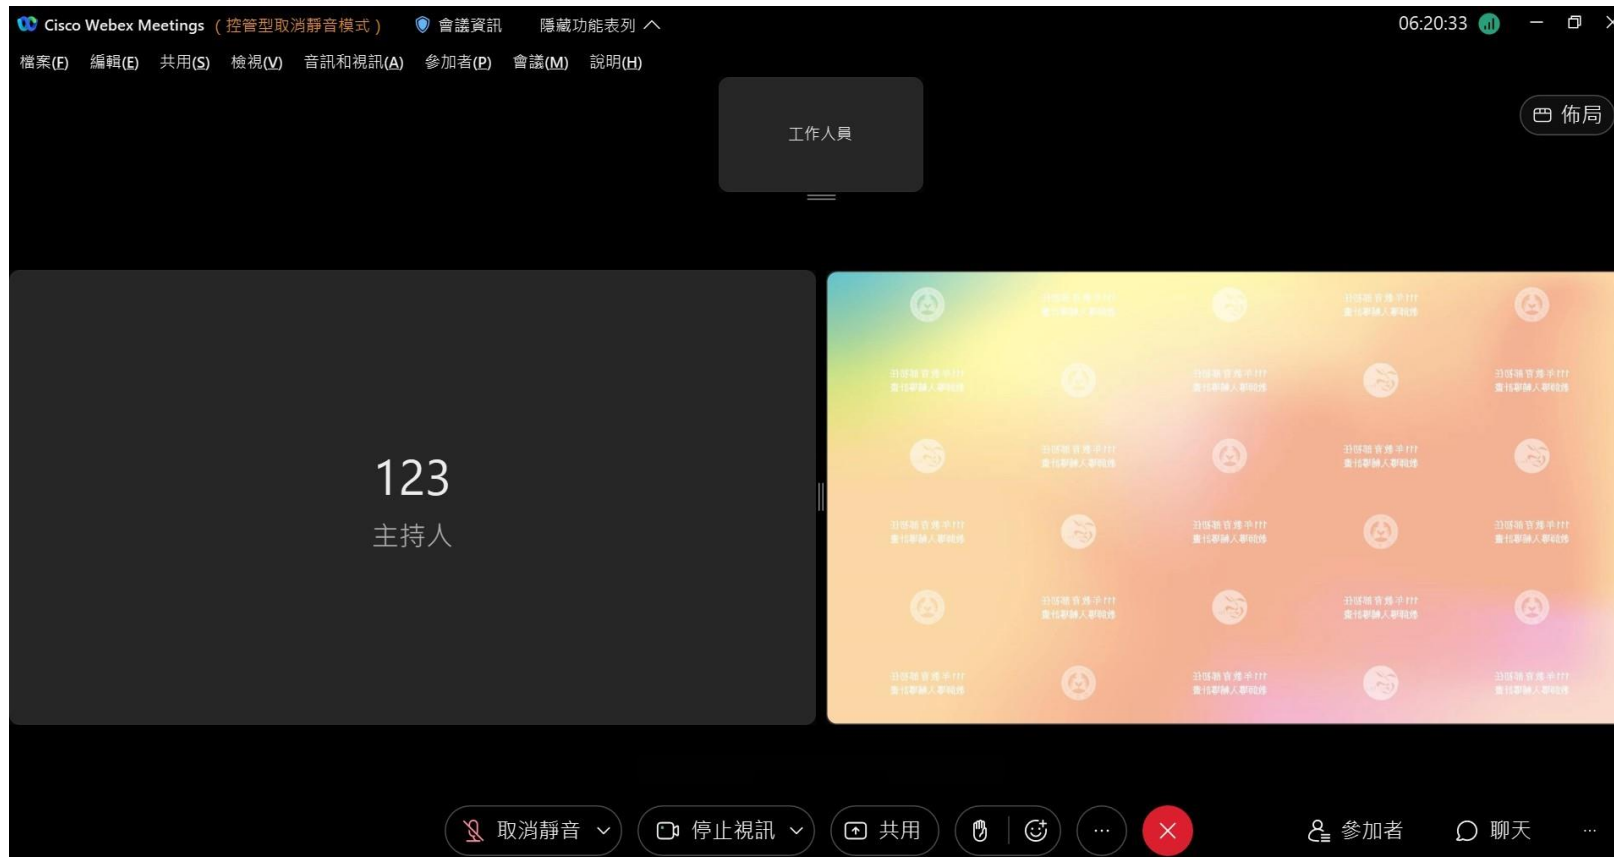 Cisco Webex Meetings (控管型取消靜音模式) 會議資訊 隱藏功能表列 06:20:33
檔案(F) 編輯(E) 共用(S) 檢視(V) 音訊和視訊(A) 參加者(P) 會議(M) 說明(H)
工作人員
佈局
123
主持人
取消靜音 停止視訊 共用 ... 參加者 聊天 ...